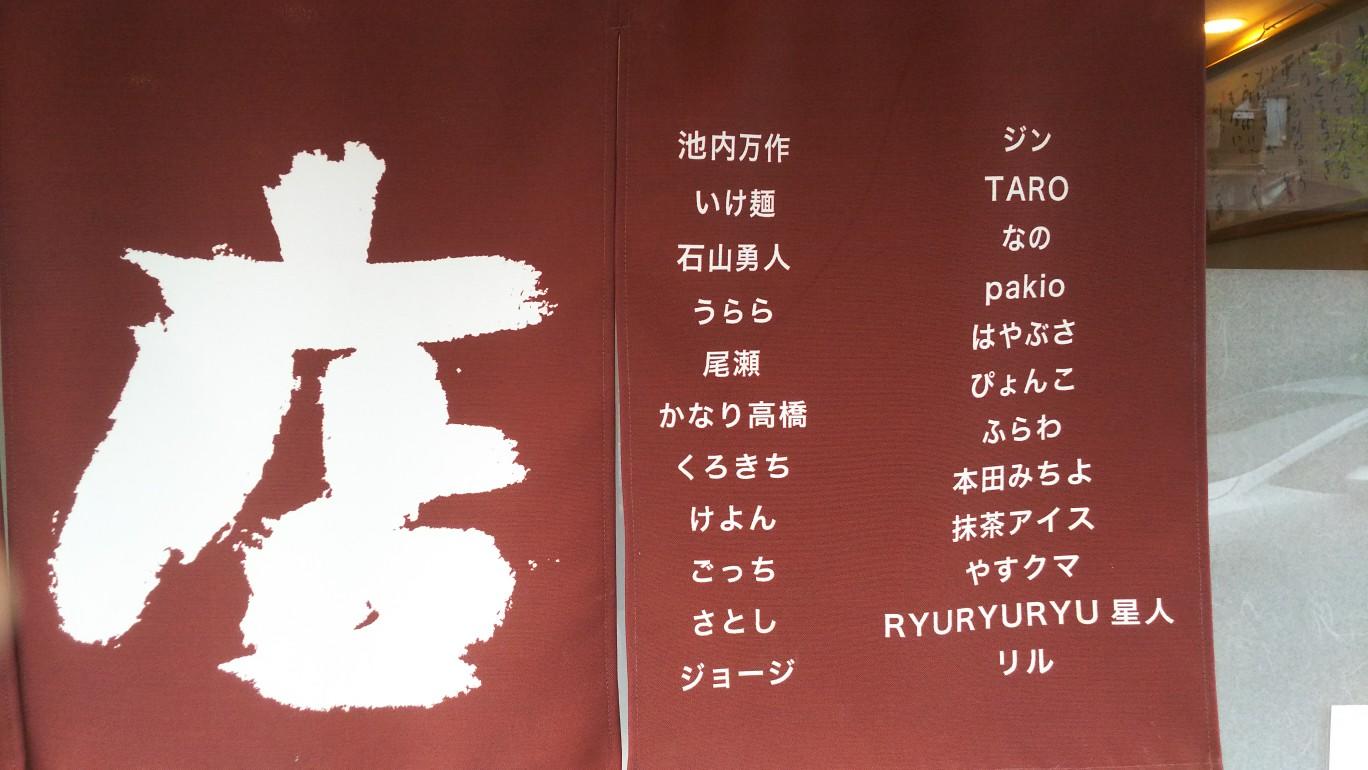 店
池内万作
いけ麺
石山勇人
うらら
尾瀬
かなり高橋
くろきち
けよん
ごっち
さとし
ジョージ
ジン
TARO
なの
pakio
はやぶさ
ぴょんこ
ふらわ
本田みちよ
抹茶アイス
やすクマ
RYURYURYU 星人
リル